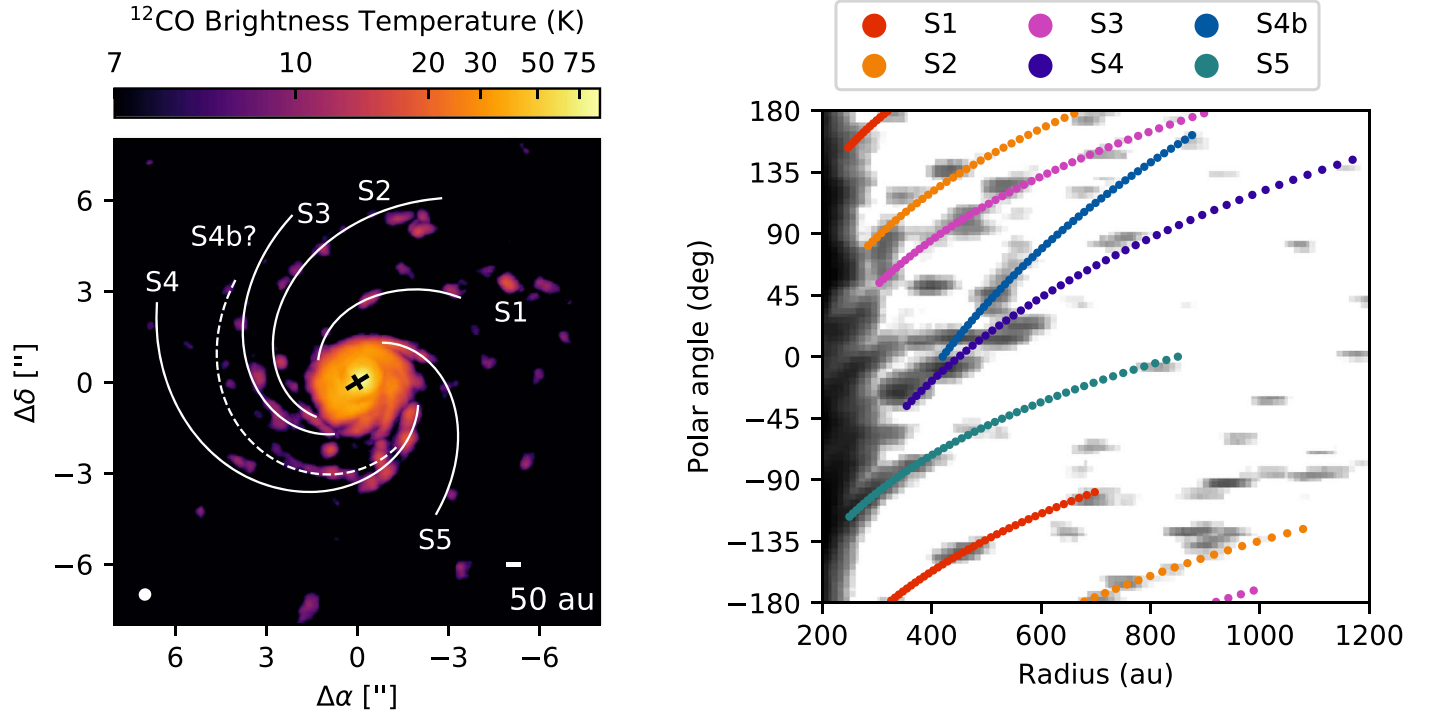 ¹²CO Brightness Temperature (K)
7 10 20 30 50 75
6
3
0
−3
−6
S2
S3
S4b?
S4
S1
S5
50 au
6 3 0 −3 −6
Δα ["]
Δδ ["]
S1 S3 S4b
S2 S4 S5
180
135
90
45
0
−45
−90
−135
−180
Polar angle (deg)
200 400 600 800 1000 1200
Radius (au)